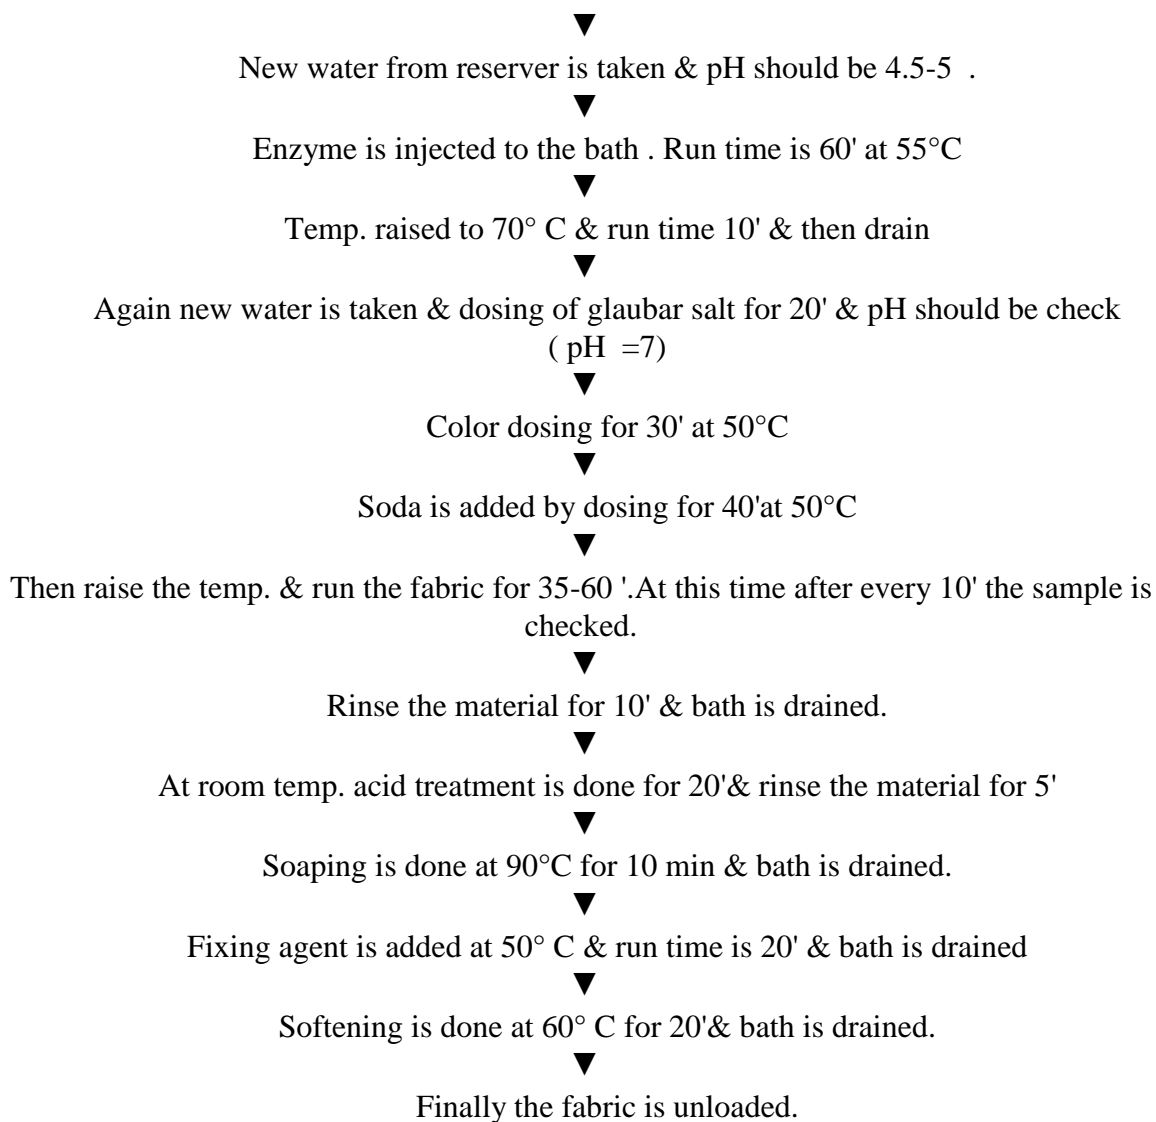 New water from reserver is taken & pH should be 4.5-5 .
Enzyme is injected to the bath . Run time is 60' at 55°C
Temp. raised to 70° C & run time 10' & then drain
Again new water is taken & dosing of glaubar salt for 20' & pH should be check
( pH =7)
Color dosing for 30' at 50°C
Soda is added by dosing for 40'at 50°C
Then raise the temp. & run the fabric for 35-60 '.At this time after every 10' the sample is
checked.
Rinse the material for 10' & bath is drained.
At room temp. acid treatment is done for 20'& rinse the material for 5'
Soaping is done at 90°C for 10 min & bath is drained.
Fixing agent is added at 50° C & run time is 20' & bath is drained
Softening is done at 60° C for 20'& bath is drained.
Finally the fabric is unloaded.